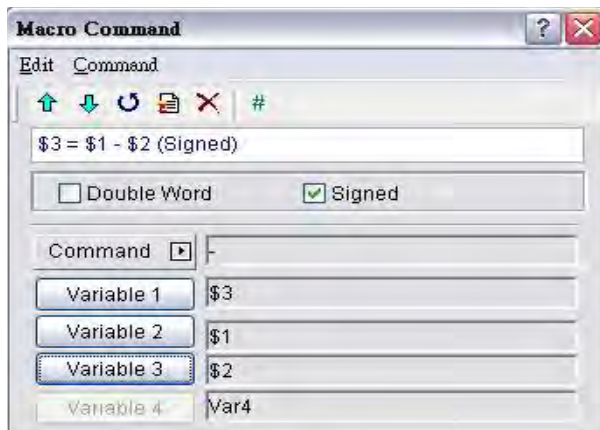 Macro Command
Edit Command
#
$3 = $1 - $2 (Signed)
Double Word Signed
Command -
Variable 1 $3
Variable 2 $1
Variable 3 $2
Variable 4 Var4